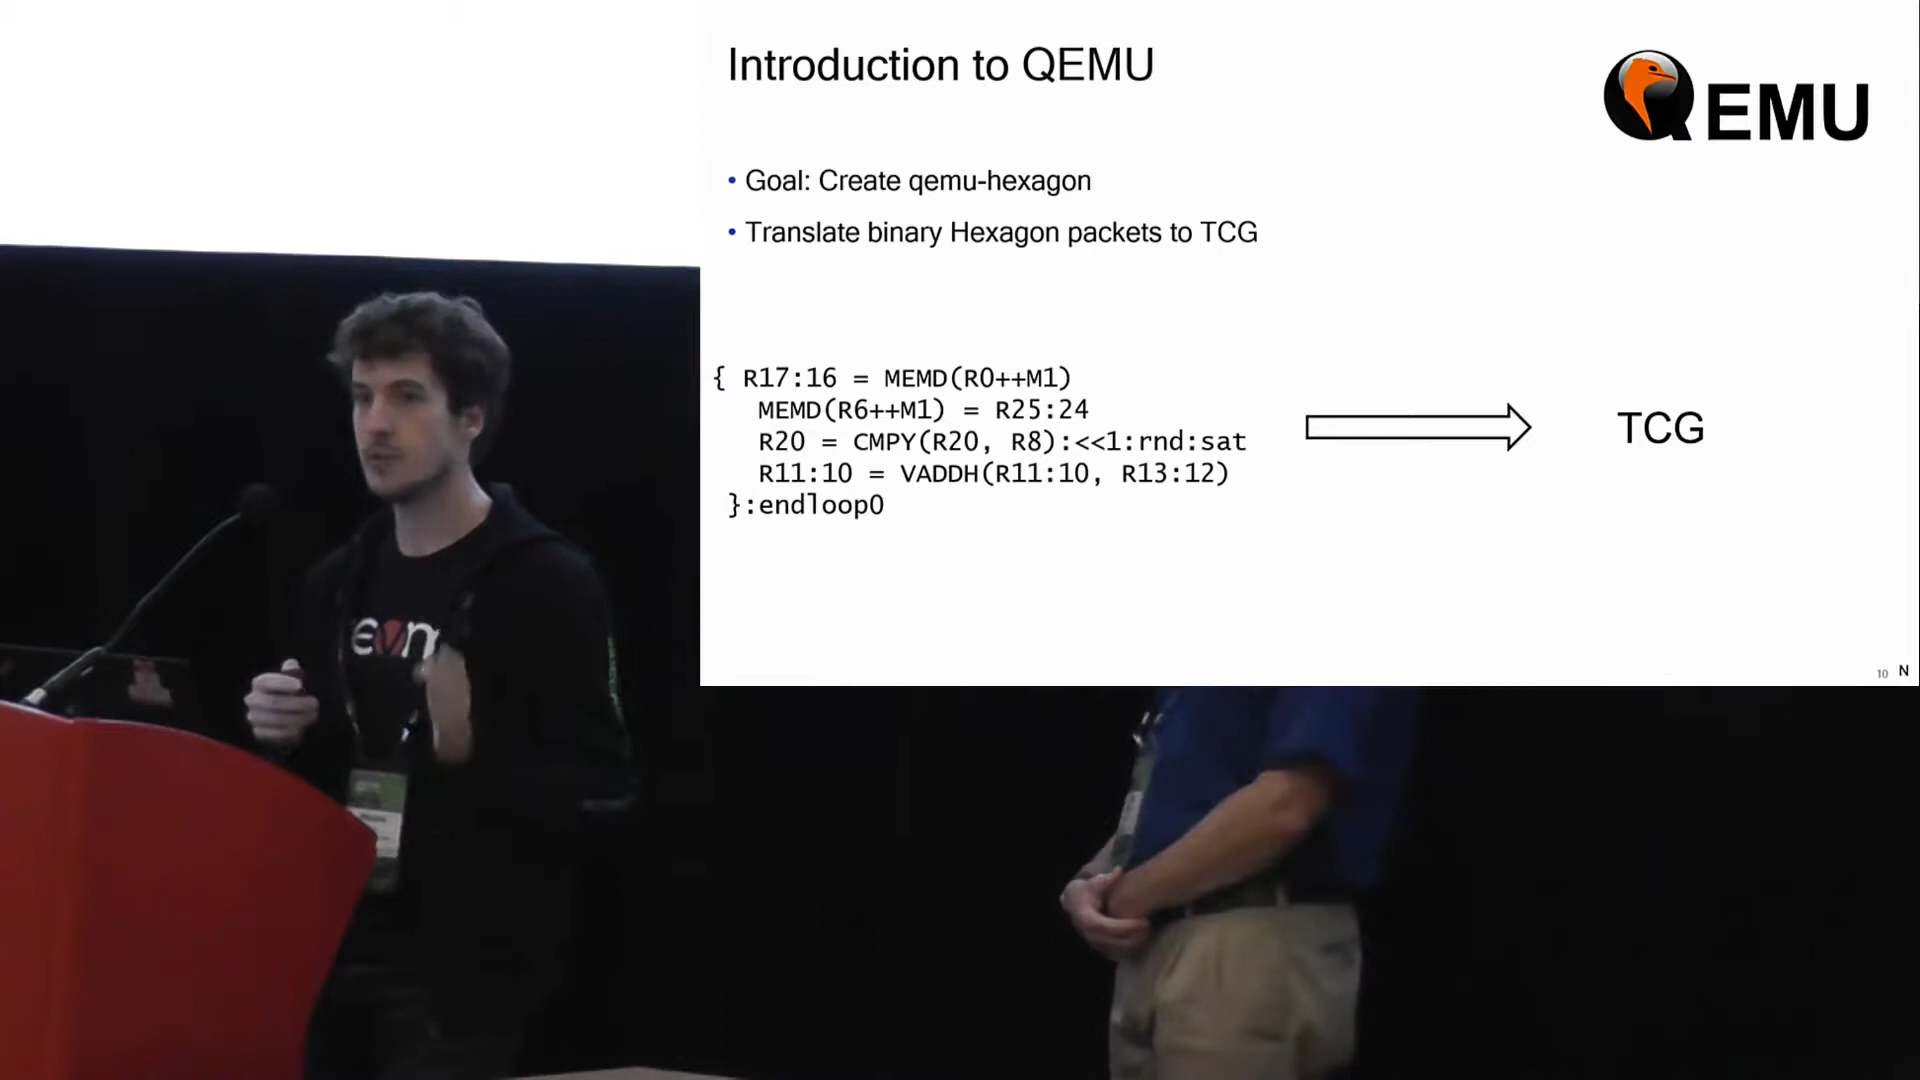 Introduction to QEMU
QEMU
• Goal: Create qemu-hexagon
• Translate binary Hexagon packets to TCG
{ R17:16 = MEMD(R0++M1)
MEMD(R6++M1) = R25:24
R20 = CMPY(R20, R8):<<1:rnd:sat
R11:10 = VADDH(R11:10, R13:12)
}:endloop0
TCG
10 N